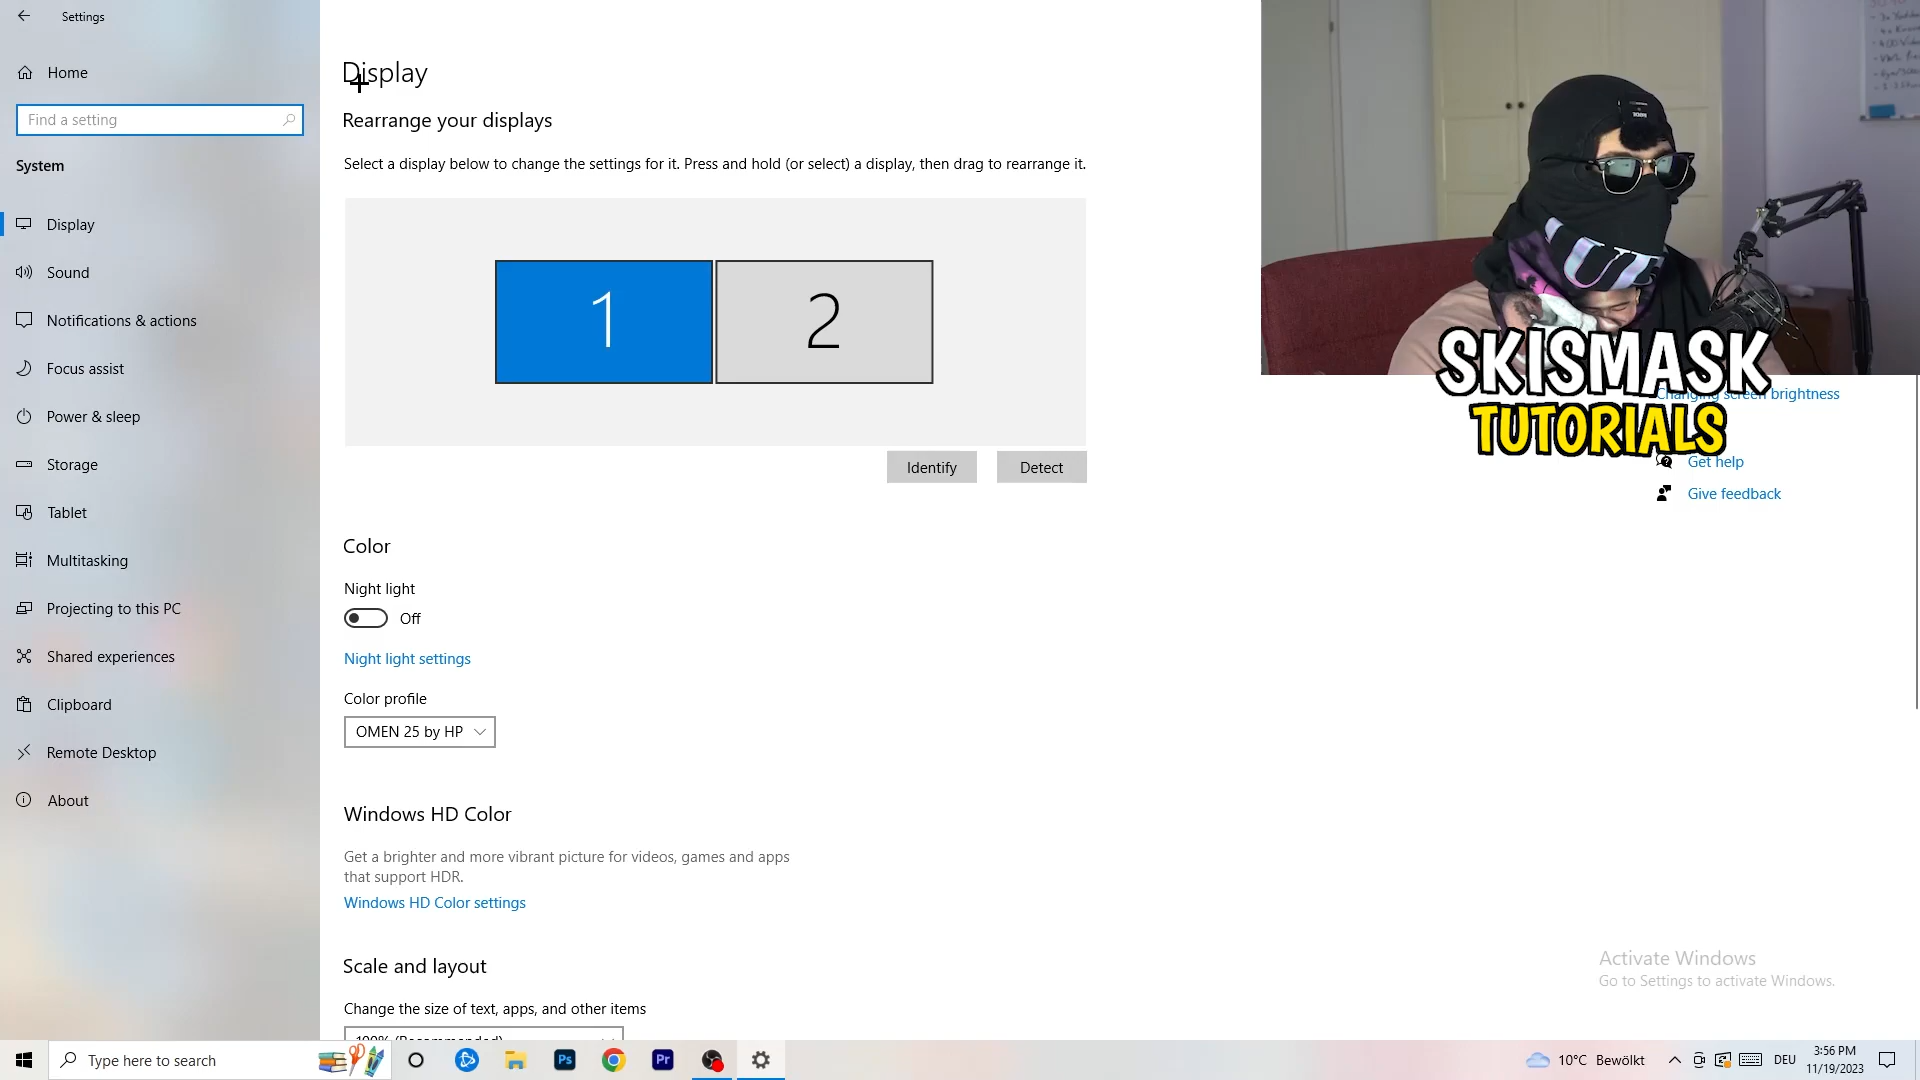 Settings
Home
Find a setting
System
Display
Sound
Notifications & actions
Focus assist
Power & sleep
Storage
Tablet
Multitasking
Projecting to this PC
Shared experiences
Clipboard
Remote Desktop
About
Display
Rearrange your displays
Select a display below to change the settings for it. Press and hold (or select) a display, then drag to rearrange it.
1
2
Identify
Detect
Color
Night light
Off
Night light settings
Color profile
OMEN 25 by HP
Windows HD Color
Get a brighter and more vibrant picture for videos, games and apps
that support HDR.
Windows HD Color settings
Scale and layout
Change the size of text, apps, and other items
100% (Recommended)
SKISMASK
TUTORIALS
Changing screen brightness
Get help
Give feedback
Activate Windows
Go to Settings to activate Windows.
Type here to search
Ps
Pr
10°C Bewölkt
DEU
3:56 PM
11/19/2023